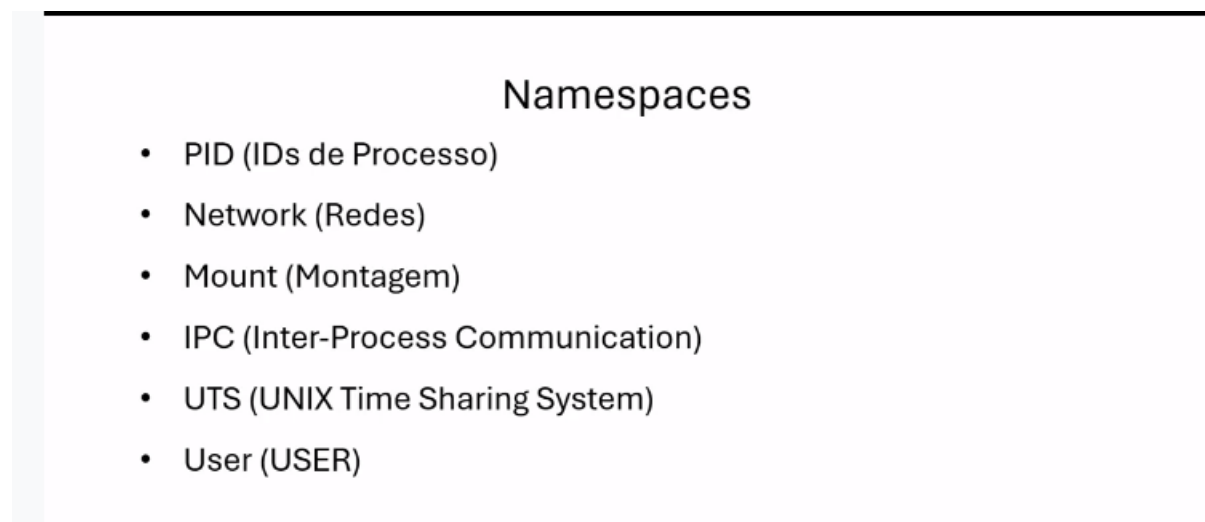 Namespaces
• PID (IDs de Processo)
• Network (Redes)
• Mount (Montagem)
• IPC (Inter-Process Communication)
• UTS (UNIX Time Sharing System)
• User (USER)